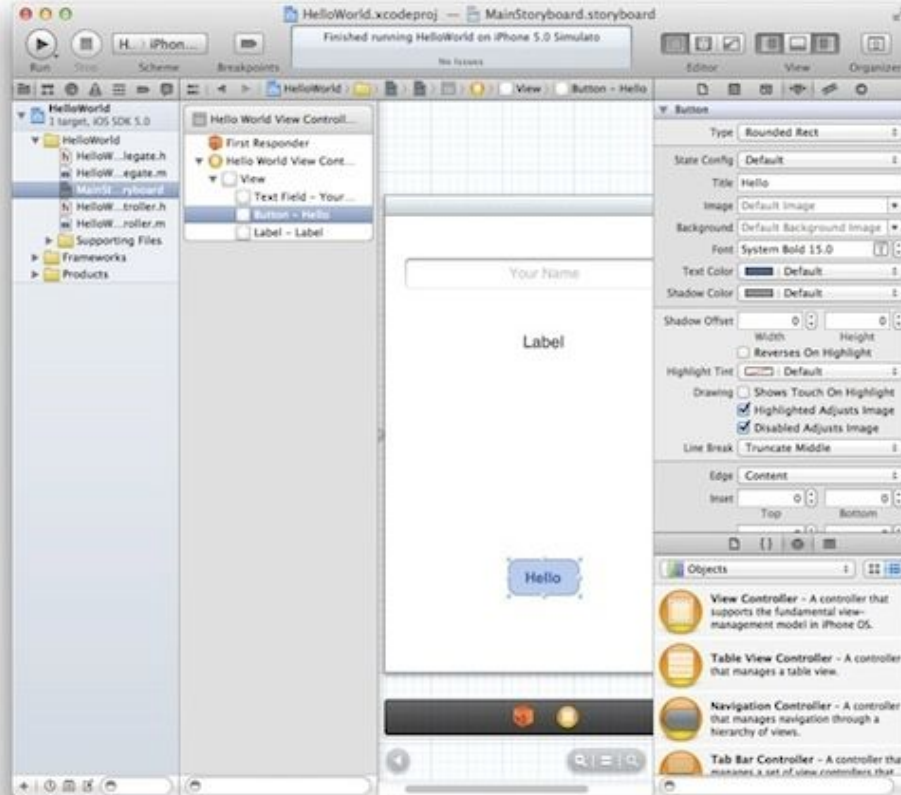 HelloWorld.xcodeproj — MainStoryboard.storyboard
Run
Stop
H... iPhon...
Scheme
Breakpoints
Finished running HelloWorld on iPhone 5.0 Simulato
No Issues
Editor
View
Organizer
HelloWorld
View
Button - Hello
HelloWorld
1 target, iOS SDK 5.0
HelloWorld
HelloW...legate.h
HelloW...egate.m
MainSt...ryboard
HelloW...troller.h
HelloW...roller.m
Supporting Files
Frameworks
Products
Hello World View Controll...
First Responder
Hello World View Cont...
View
Text Field - Your...
Button - Hello
Label - Label
Your Name
Label
Hello
Button
Type Rounded Rect
State Config Default
Title Hello
Image Default Image
Background Default Background Image
Font System Bold 15.0
Text Color Default
Shadow Color Default
Shadow Offset 0 0
Width Height
Reverses On Highlight
Highlight Tint Default
Drawing Shows Touch On Highlight
Highlighted Adjusts Image
Disabled Adjusts Image
Line Break Truncate Middle
Edge Content
Inset 0 0
Top Bottom
Objects
View Controller - A controller that
supports the fundamental view-
management model in iPhone OS.
Table View Controller - A controller
that manages a table view.
Navigation Controller - A controller
that manages navigation through a
hierarchy of views.
Tab Bar Controller - A controller tha
manages a set of view controllers that